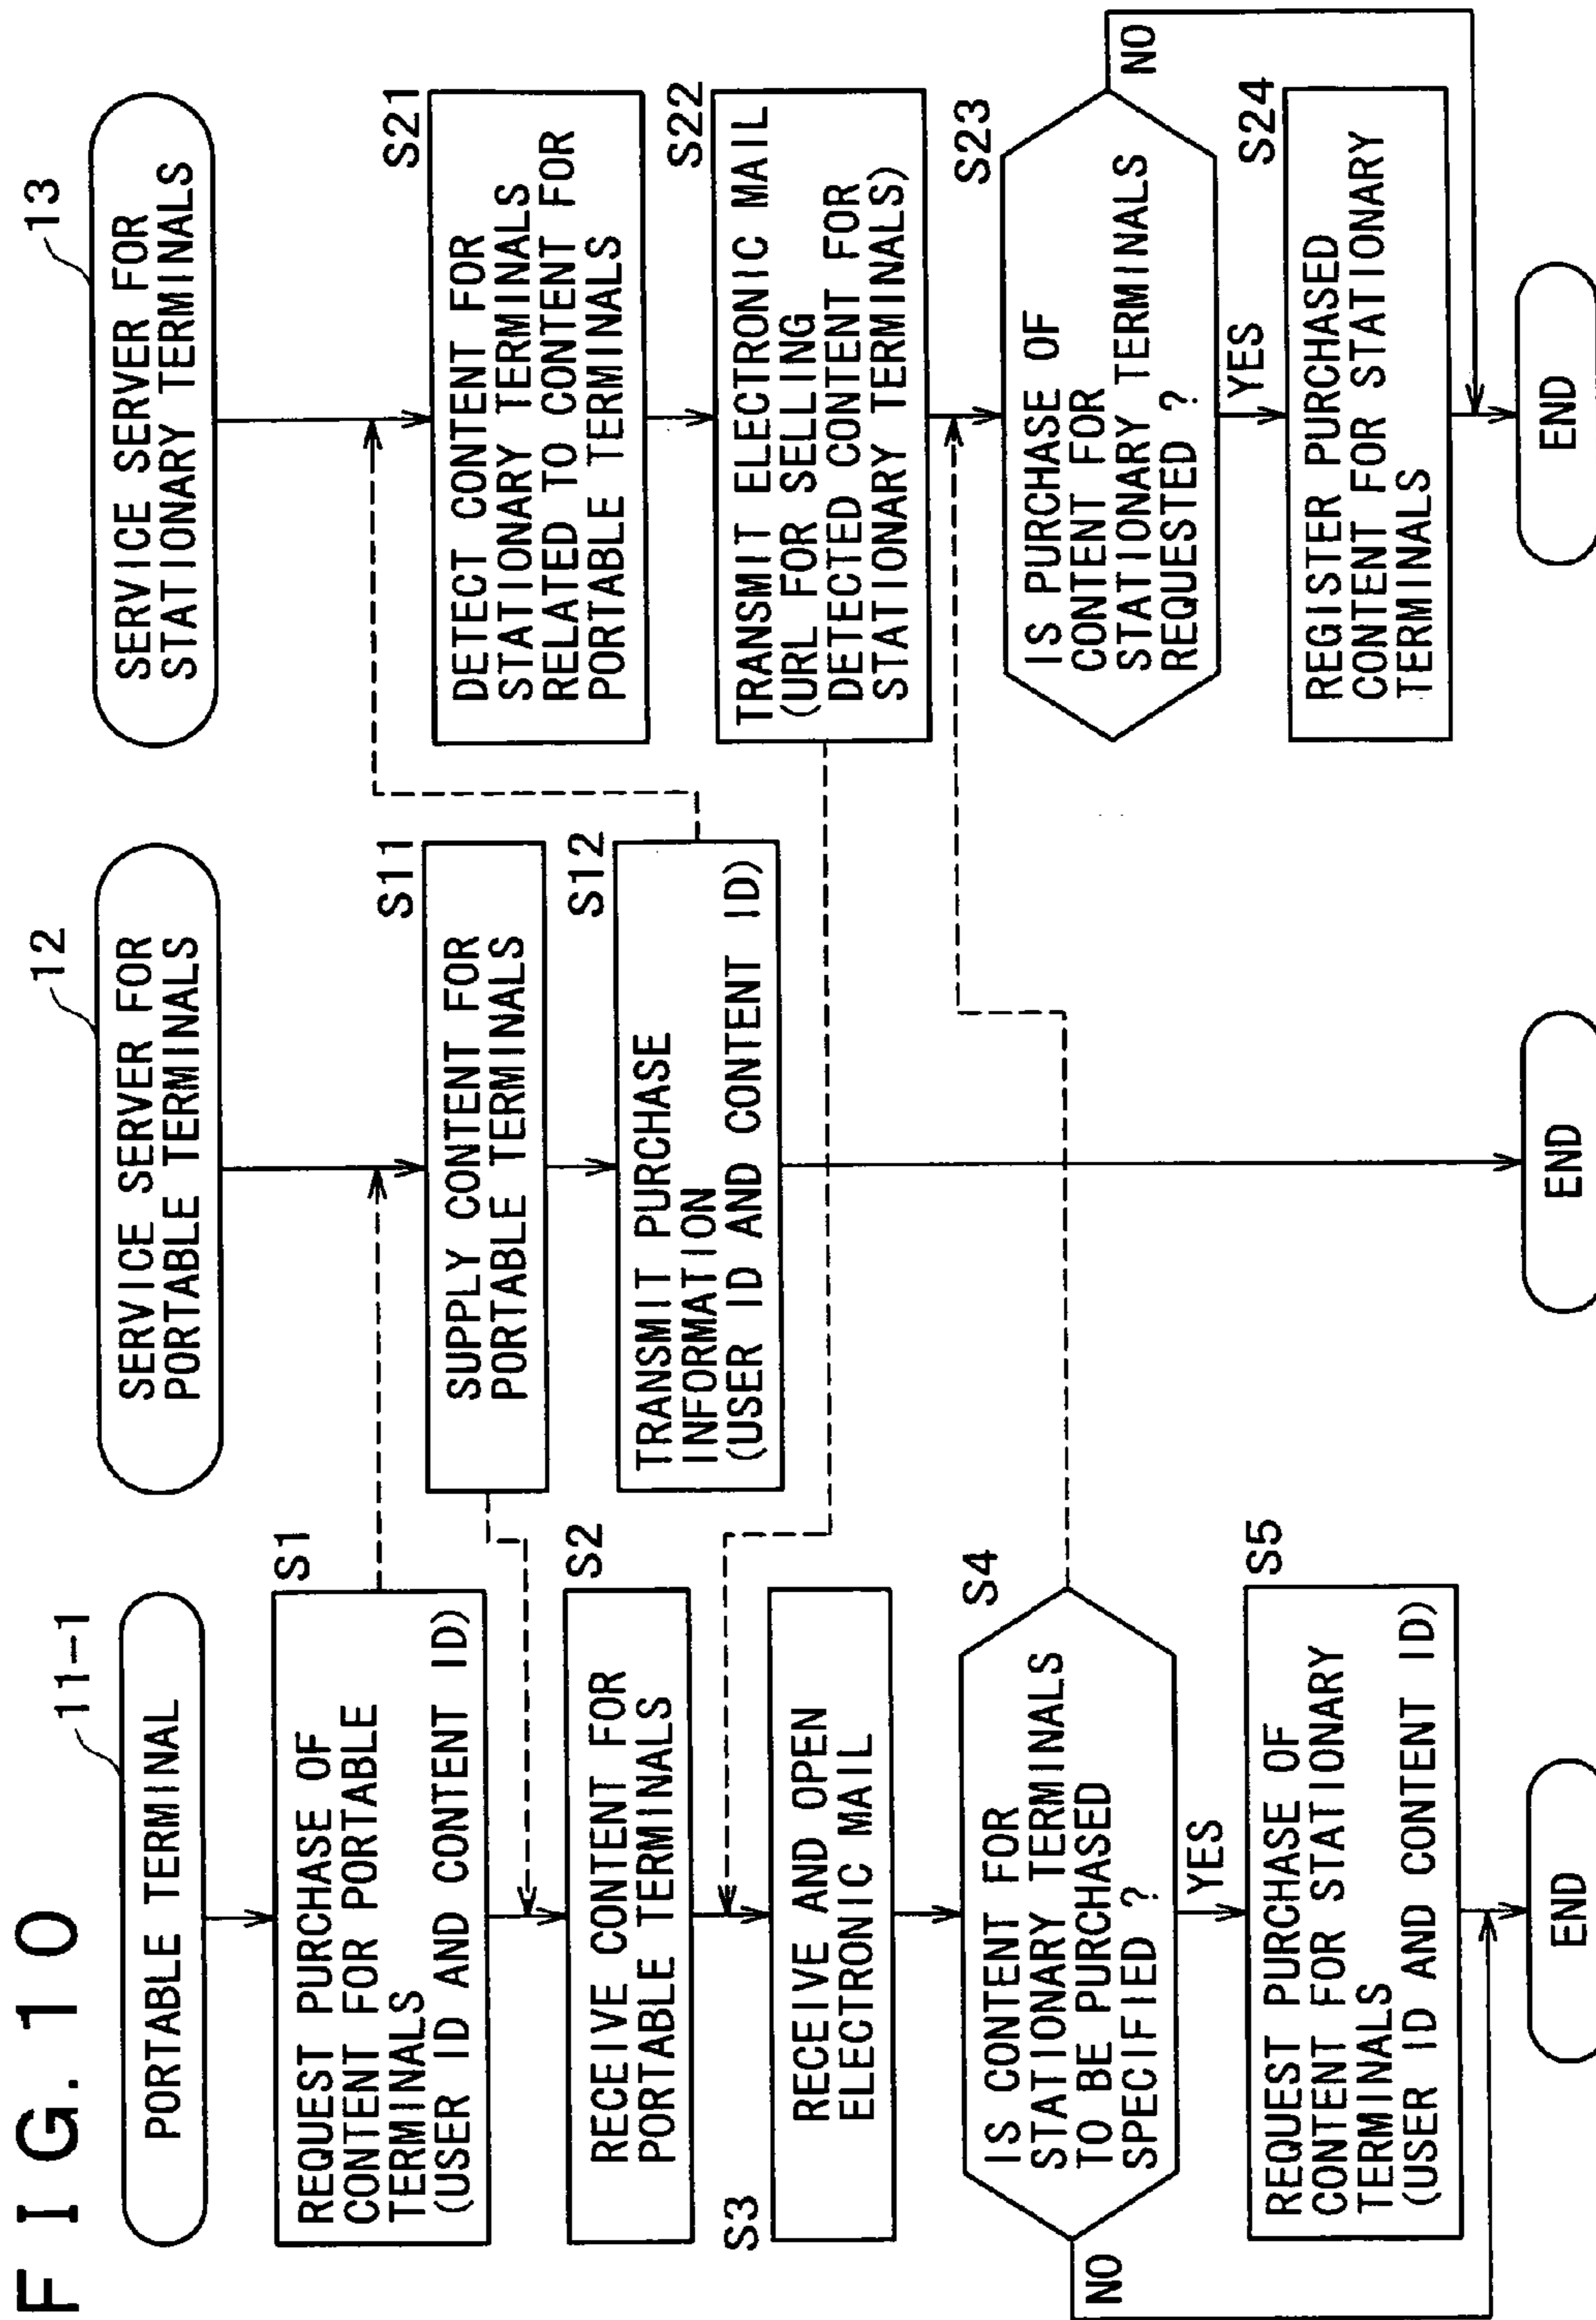 FIG.10
11-1
PORTABLE TERMINAL
S1
REQUEST PURCHASE OF
CONTENT FOR PORTABLE
TERMINALS
(USER ID AND CONTENT ID)
S2
RECEIVE CONTENT FOR
PORTABLE TERMINALS
S3
RECEIVE AND OPEN
ELECTRONIC MAIL
S4
IS CONTENT FOR
STATIONARY TERMINALS
TO BE PURCHASED
SPECIFIED ?
NO
YES
S5
REQUEST PURCHASE OF
CONTENT FOR STATIONARY
TERMINALS
(USER ID AND CONTENT ID)
END
12
SERVICE SERVER FOR
PORTABLE TERMINALS
S11
SUPPLY CONTENT FOR
PORTABLE TERMINALS
S12
TRANSMIT PURCHASE
INFORMATION
(USER ID AND CONTENT ID)
END
13
SERVICE SERVER FOR
STATIONARY TERMINALS
S21
DETECT CONTENT FOR
STATIONARY TERMINALS
RELATED TO CONTENT FOR
PORTABLE TERMINALS
S22
TRANSMIT ELECTRONIC MAIL
(URL FOR SELLING
DETECTED CONTENT FOR
STATIONARY TERMINALS)
S23
IS PURCHASE OF
CONTENT FOR
STATIONARY TERMINALS
REQUESTED ?
NO
YES
S24
REGISTER PURCHASED
CONTENT FOR STATIONARY
TERMINALS
END